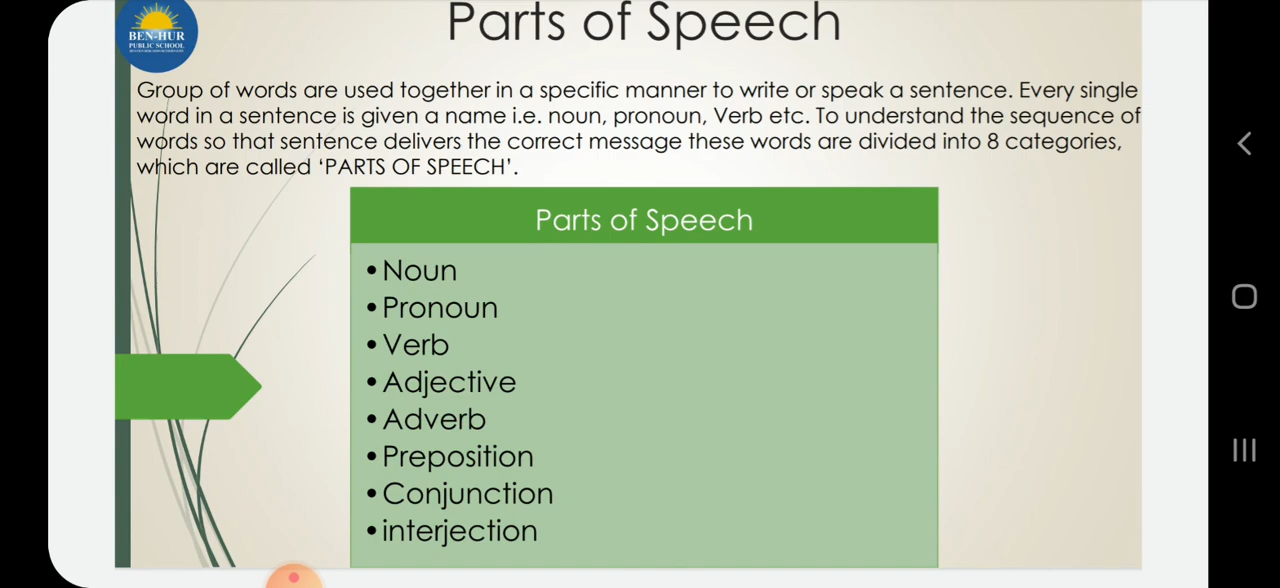 Parts of Speech
BEN-HUR
PUBLIC SCHOOL
Group of words are used together in a specific manner to write or speak a sentence. Every single
word in a sentence is given a name i.e. noun, pronoun, Verb etc. To understand the sequence of
words so that sentence delivers the correct message these words are divided into 8 categories,
which are called ‘PARTS OF SPEECH’.
Parts of Speech
• Noun
• Pronoun
• Verb
• Adjective
• Adverb
• Preposition
• Conjunction
• interjection